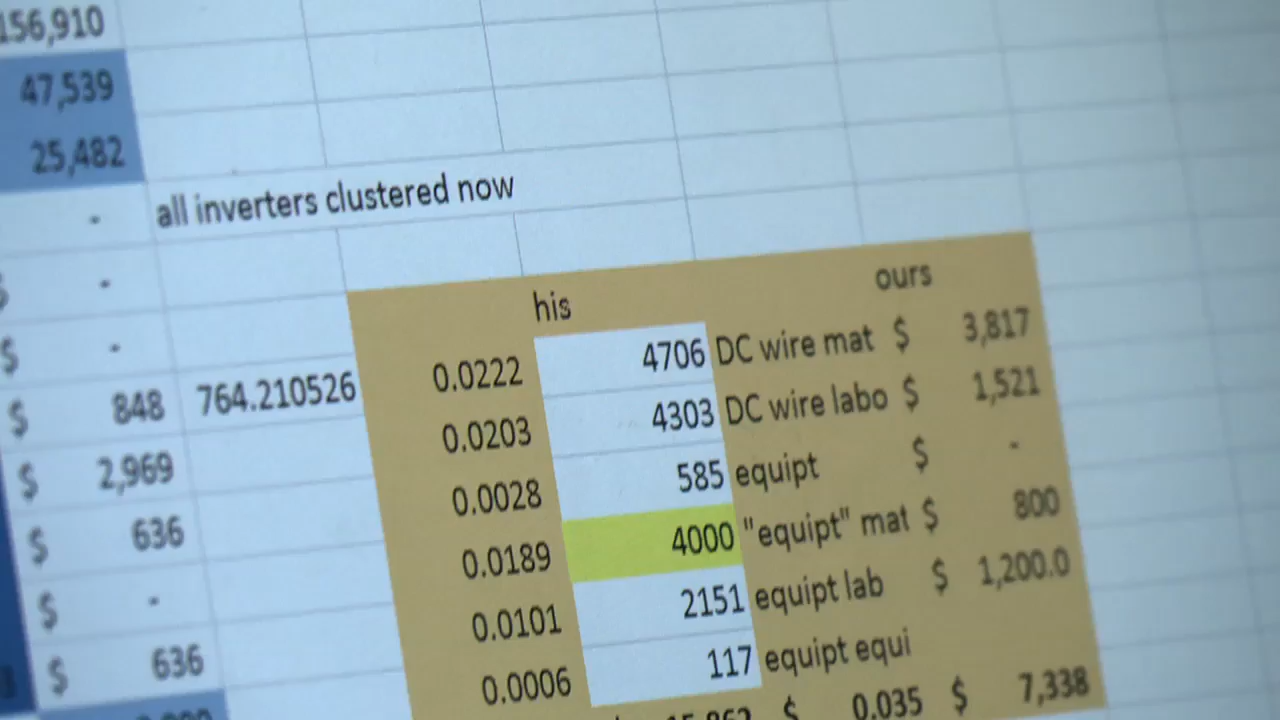 156,910
47,539
25,482
- all inverters clustered now
-
his ours
$ -
0.0222 4706 DC wire mat $ 3,817
$ 848 764.210526
0.0203 4303 DC wire labo $ 1,521
$ 2,969
0.0028 585 equipt $ -
$ 636
0.0189 4000 "equipt" mat $ 800
$ -
0.0101 2151 equipt lab $ 1,200.0
$ 636
0.0006 117 equipt equi
$ 0.035 $ 7,338